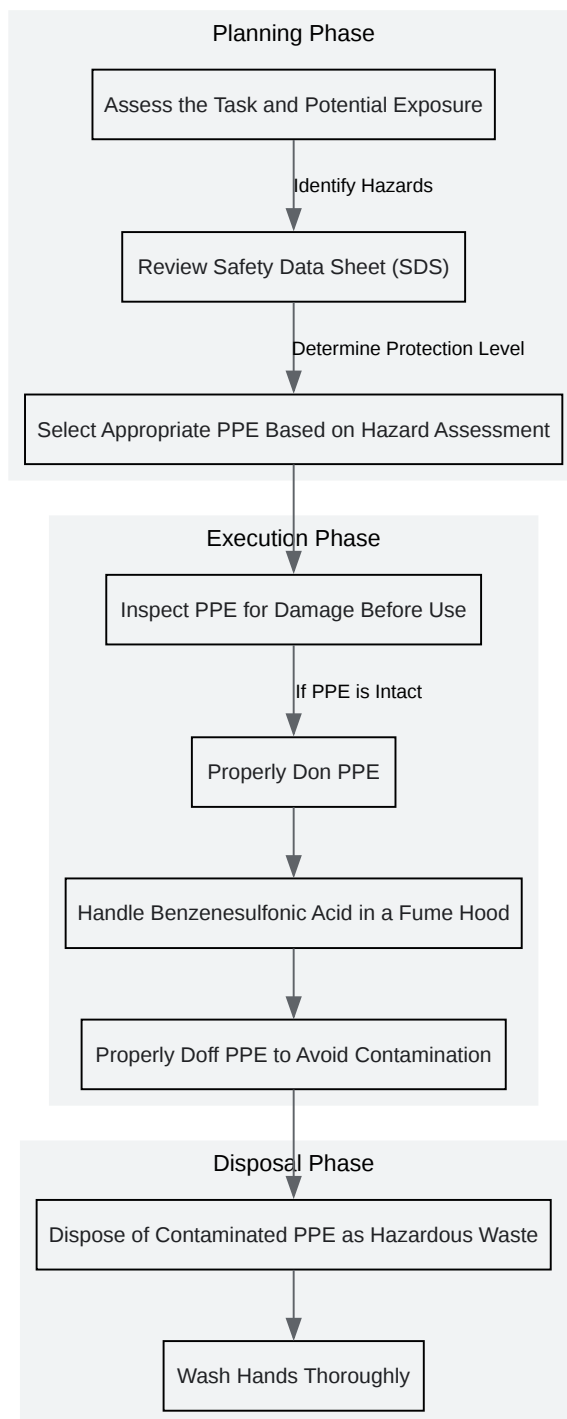 Planning Phase
Assess the Task and Potential Exposure
Identify Hazards
Review Safety Data Sheet (SDS)
Determine Protection Level
Select Appropriate PPE Based on Hazard Assessment
Execution Phase
Inspect PPE for Damage Before Use
If PPE is Intact
Properly Don PPE
Handle Benzenesulfonic Acid in a Fume Hood
Properly Doff PPE to Avoid Contamination
Disposal Phase
Dispose of Contaminated PPE as Hazardous Waste
Wash Hands Thoroughly